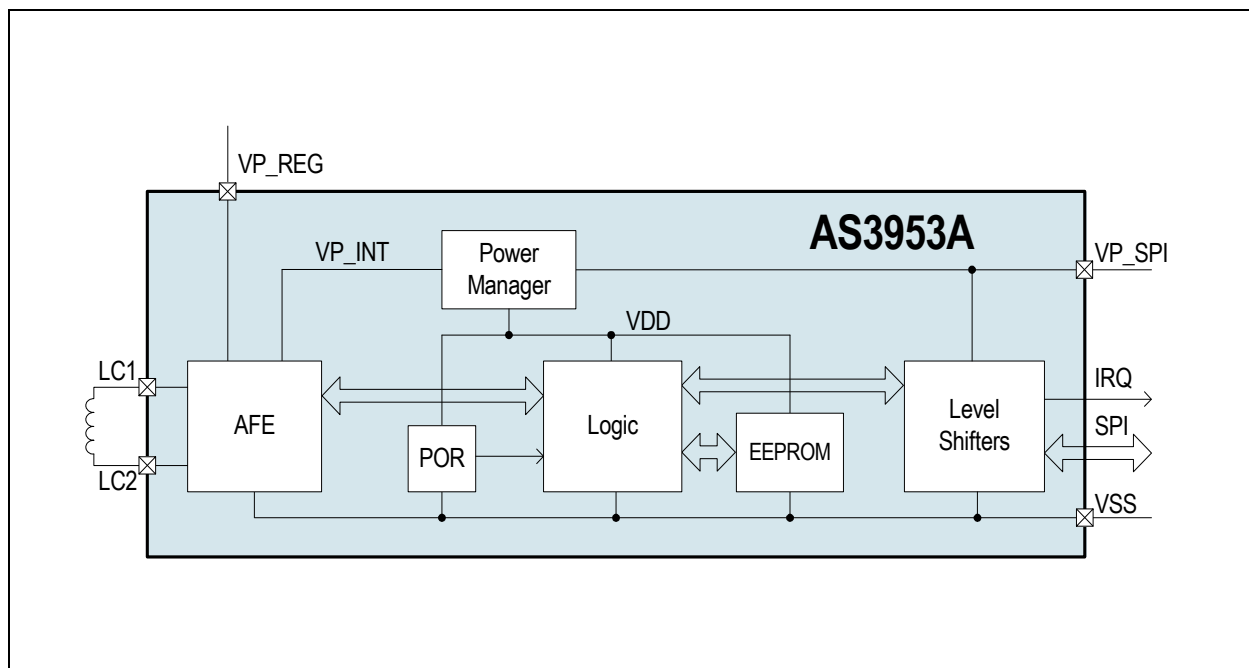 VP_REG
AS3953A
VP_INT
Power
Manager
VP_SPI
VDD
LC1
IRQ
AFE
Logic
Level
Shifters
SPI
POR
EEPROM
LC2
VSS